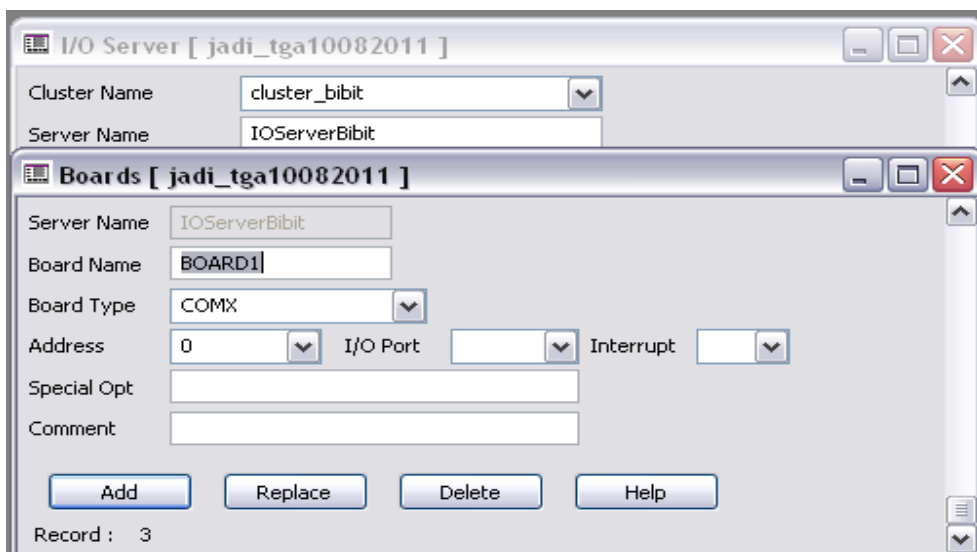 I/O Server [ jadi_tga10082011 ]
Cluster Name cluster_bibit
Server Name IOServerBibit
Boards [ jadi_tga10082011 ]
Server Name IOServerBibit
Board Name BOARD1
Board Type COMX
Address 0 I/O Port Interrupt
Special Opt
Comment
Add Replace Delete Help
Record : 3